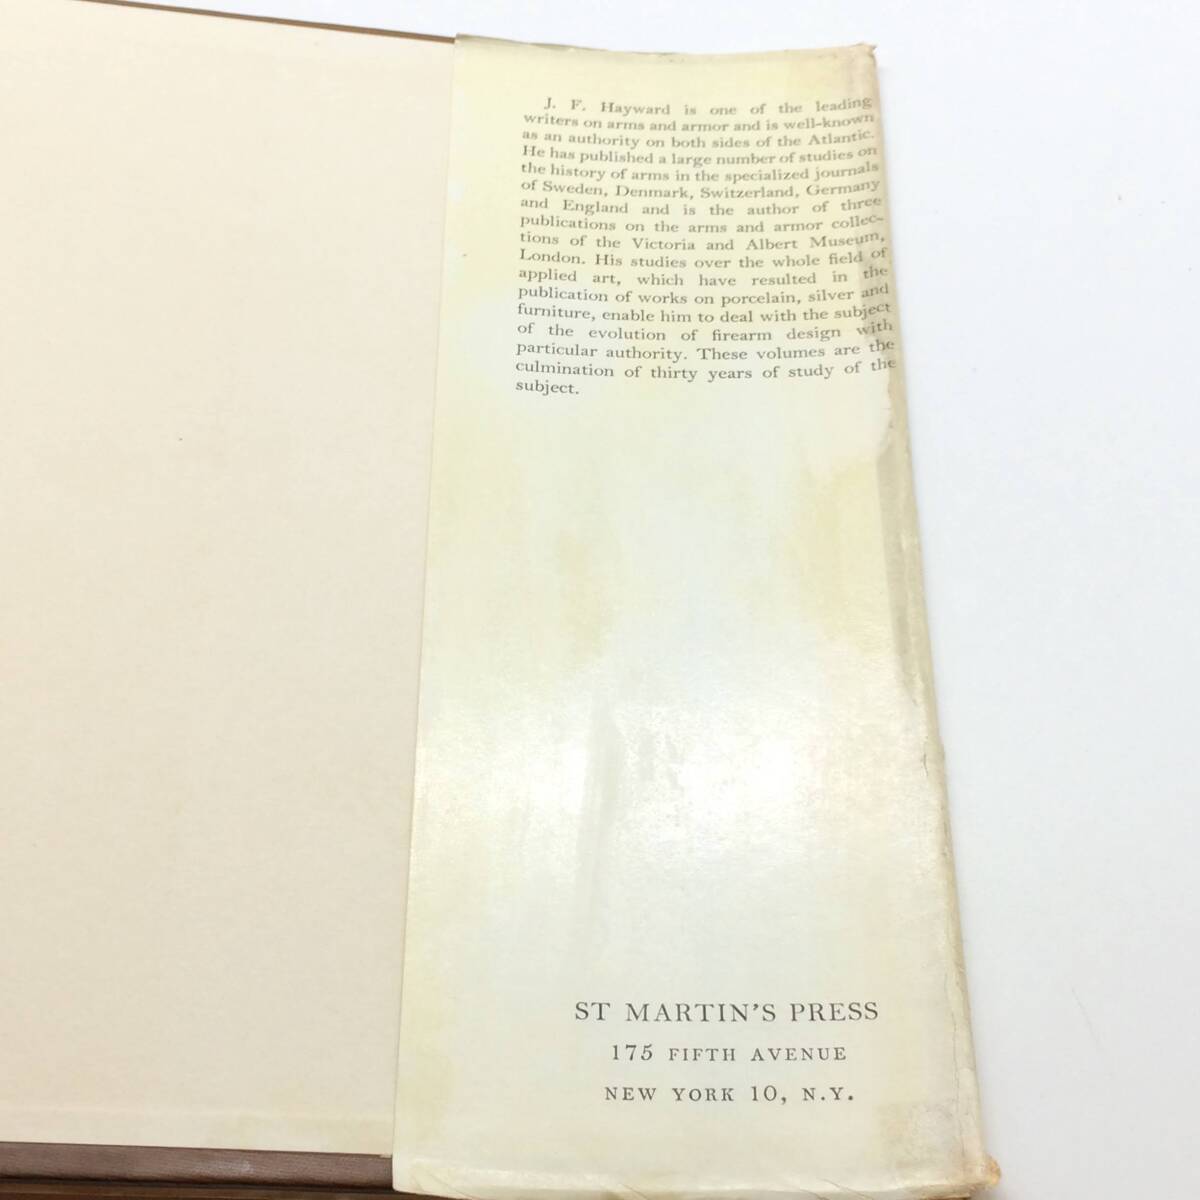 J. F. Hayward is one of the leading
writers on arms and armor and is well-known
as an authority on both sides of the Atlantic.
He has published a large number of studies on
the history of arms in the specialized journals
of Sweden, Denmark, Switzerland, Germany
and England and is the author of three
publications on the arms and armor collec-
tions of the Victoria and Albert Museum,
London. His studies over the whole field of
applied art, which have resulted in the
publication of works on porcelain, silver and
furniture, enable him to deal with the subject
of the evolution of firearm design with
particular authority. These volumes are the
culmination of thirty years of study of the
subject.
ST MARTIN'S PRESS
175 FIFTH AVENUE
NEW YORK 10, N.Y.